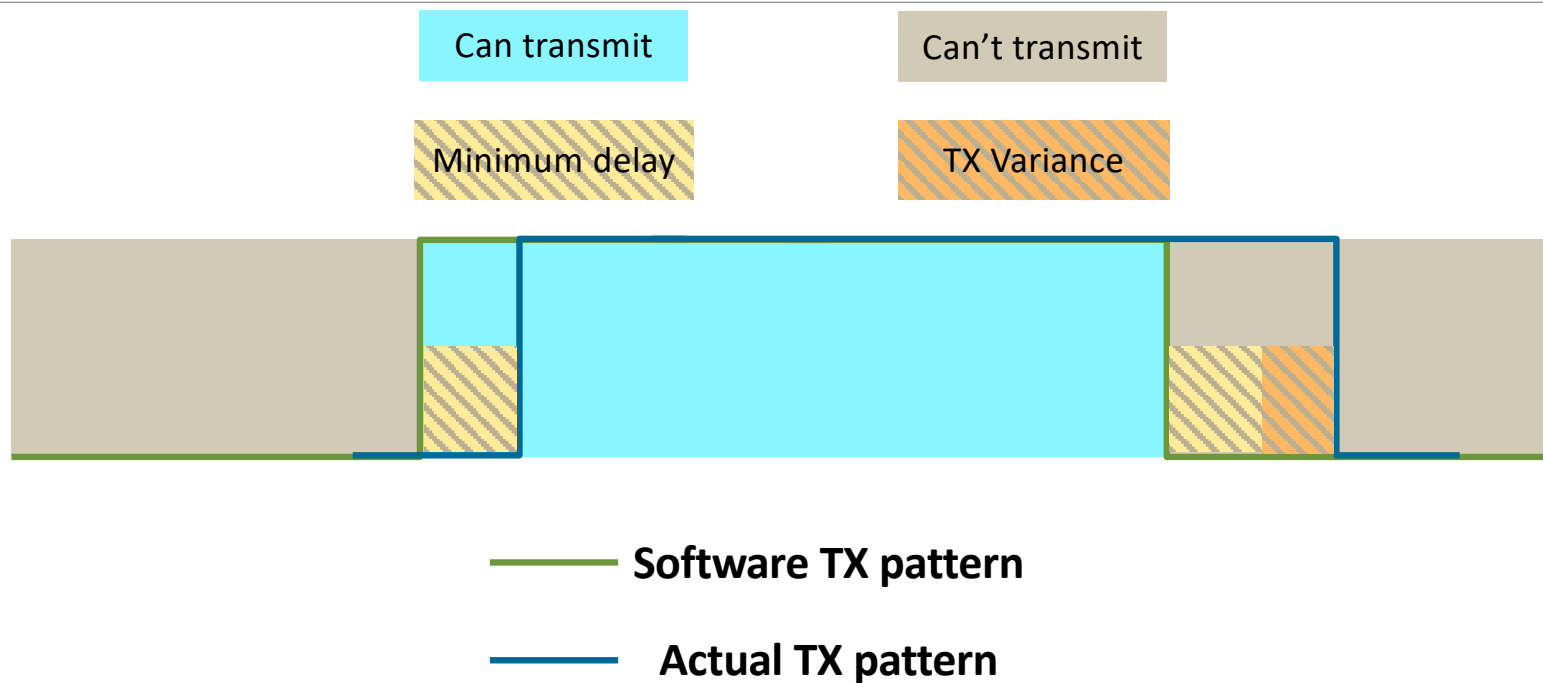 Can transmit
Can’t transmit
Minimum delay
TX Variance
Software TX pattern
Actual TX pattern